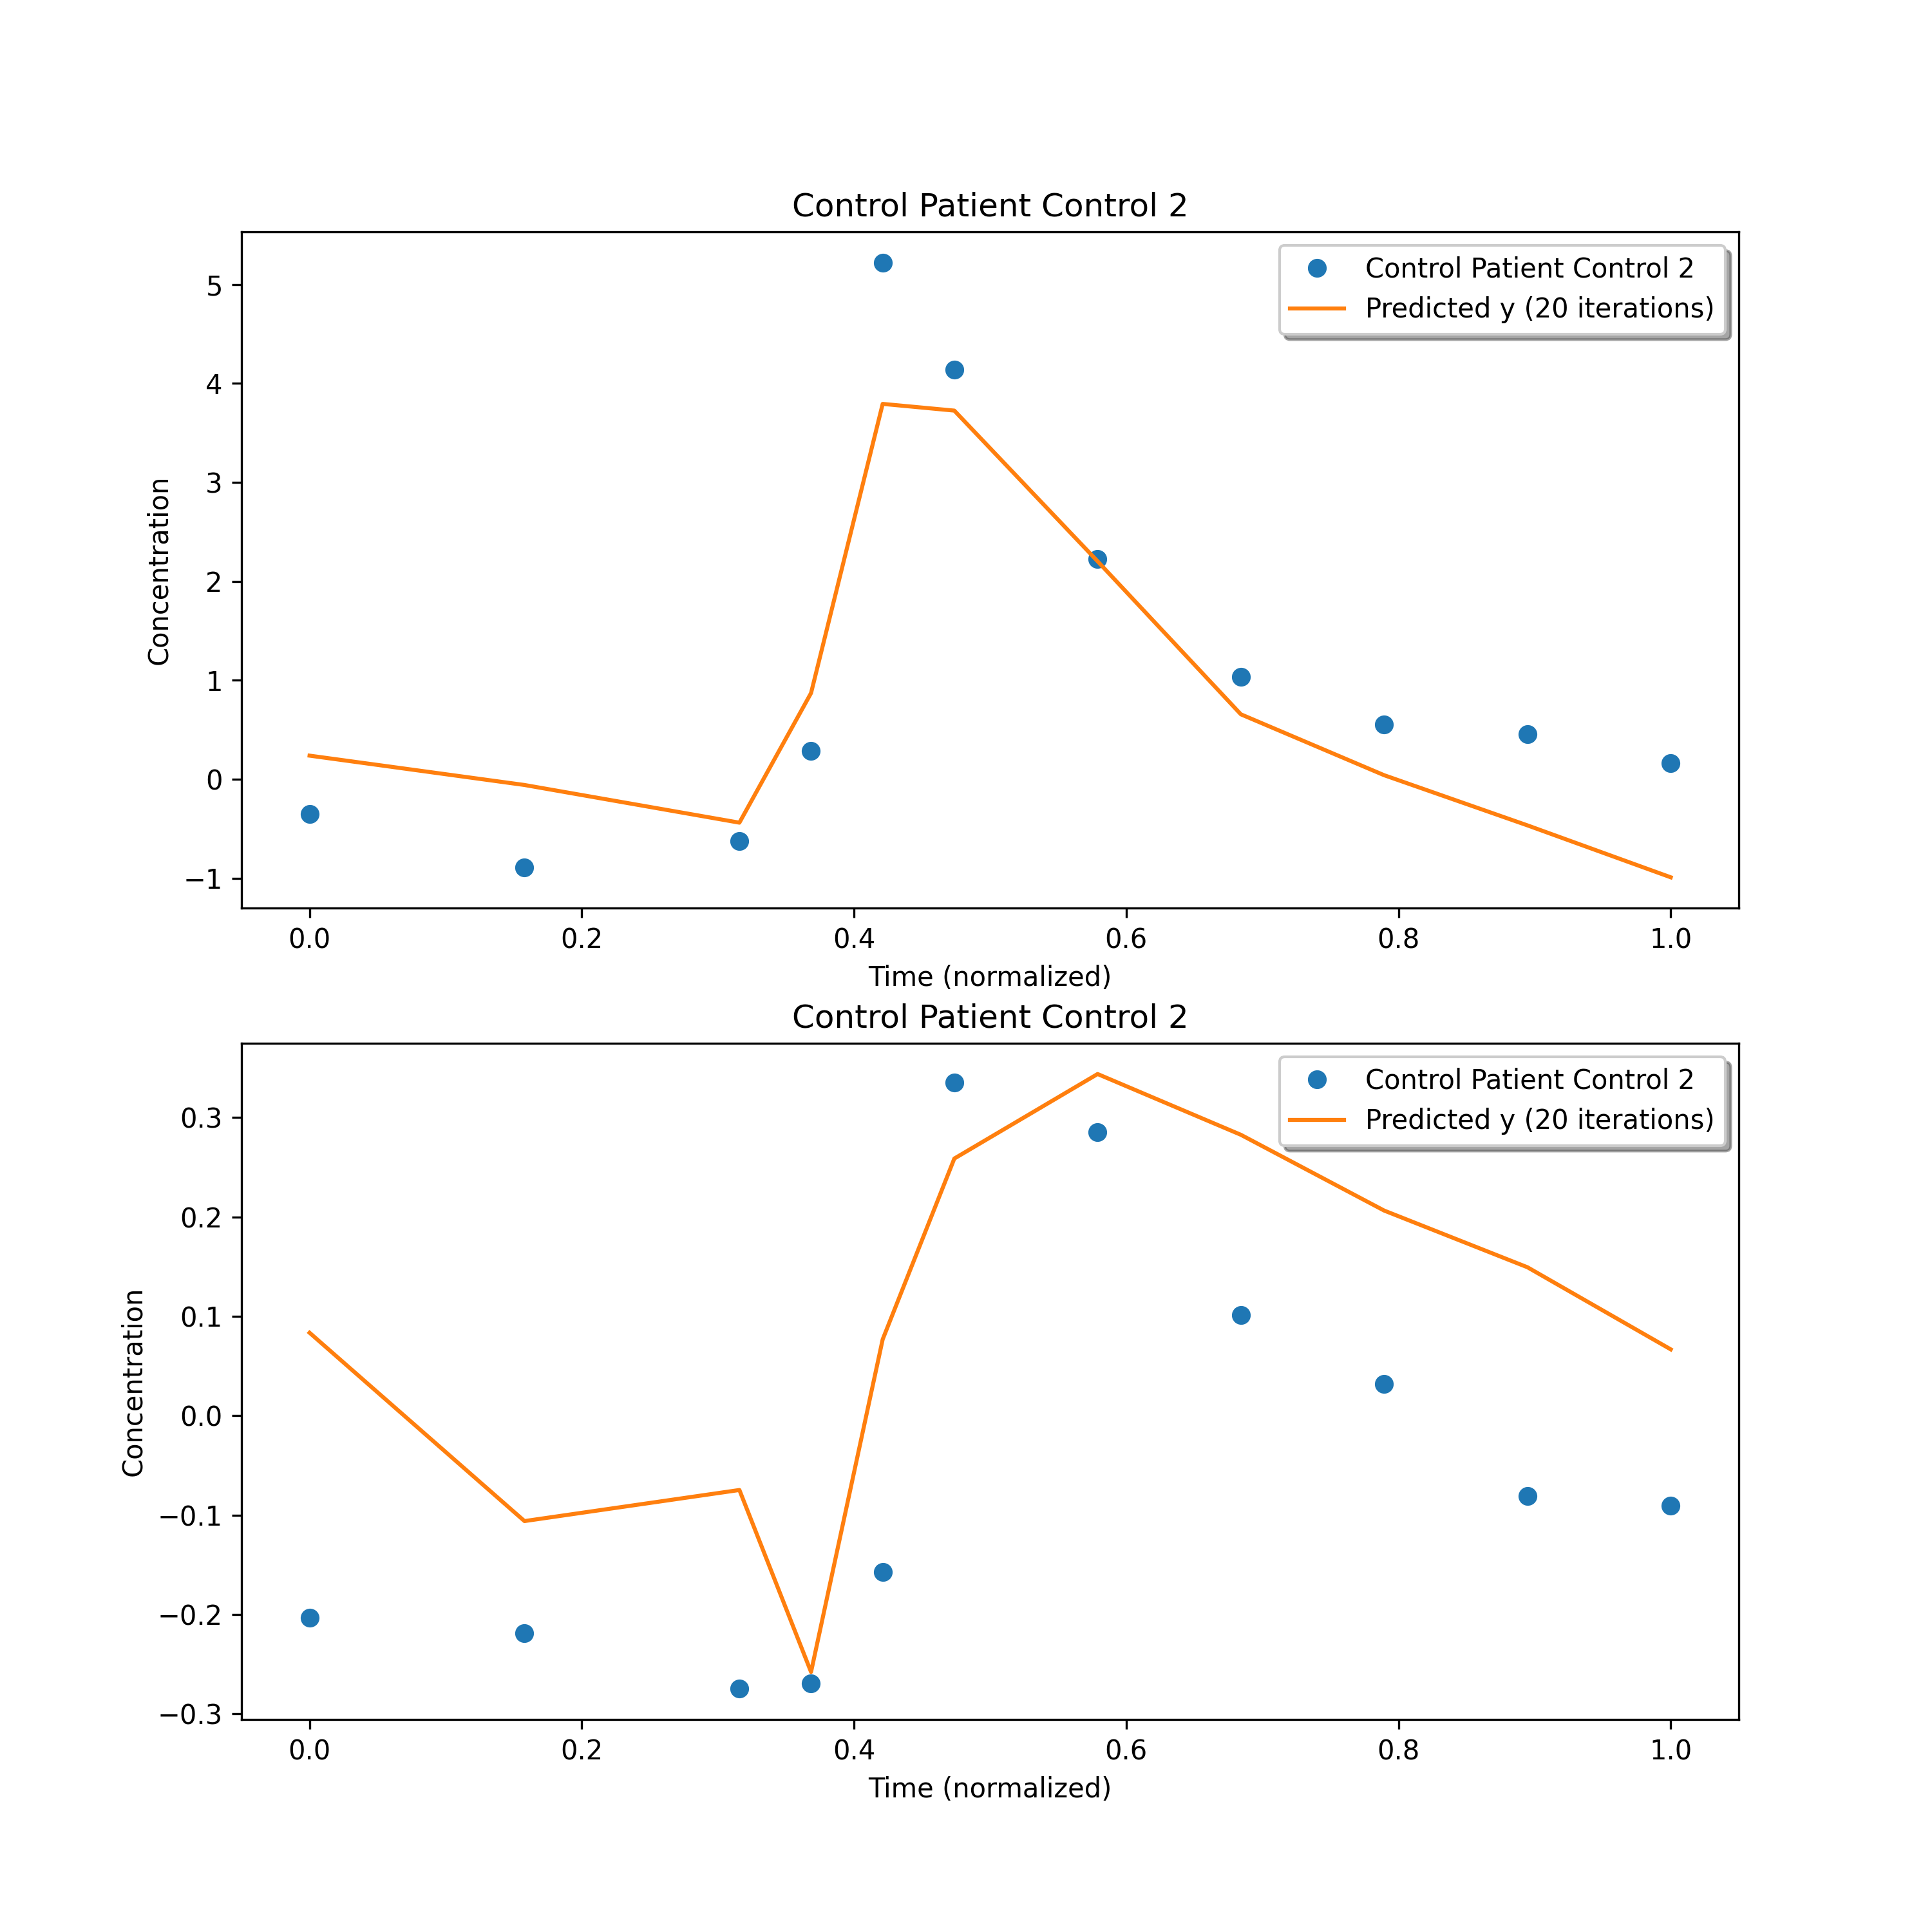 Control Patient Control 2
Control Patient Control 2
Predicted y (20 iterations)
5
4
3
2
1
0
−1
Concentration
0.0 0.2 0.4 0.6 0.8 1.0
Time (normalized)
Control Patient Control 2
Control Patient Control 2
Predicted y (20 iterations)
0.3
0.2
0.1
0.0
−0.1
−0.2
−0.3
Concentration
0.0 0.2 0.4 0.6 0.8 1.0
Time (normalized)